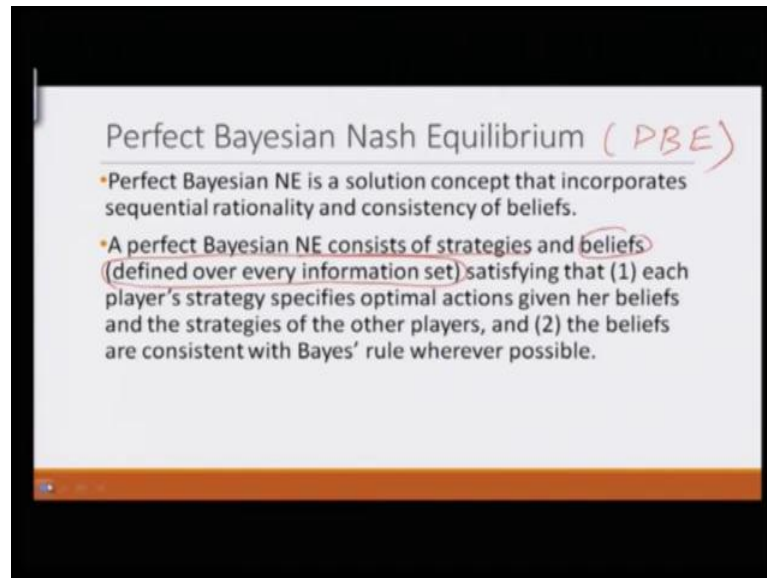 Perfect Bayesian Nash Equilibrium (PBE)
•Perfect Bayesian NE is a solution concept that incorporates
sequential rationality and consistency of beliefs.
•A perfect Bayesian NE consists of strategies and beliefs
(defined over every information set) satisfying that (1) each
player's strategy specifies optimal actions given her beliefs
and the strategies of the other players, and (2) the beliefs
are consistent with Bayes' rule wherever possible.